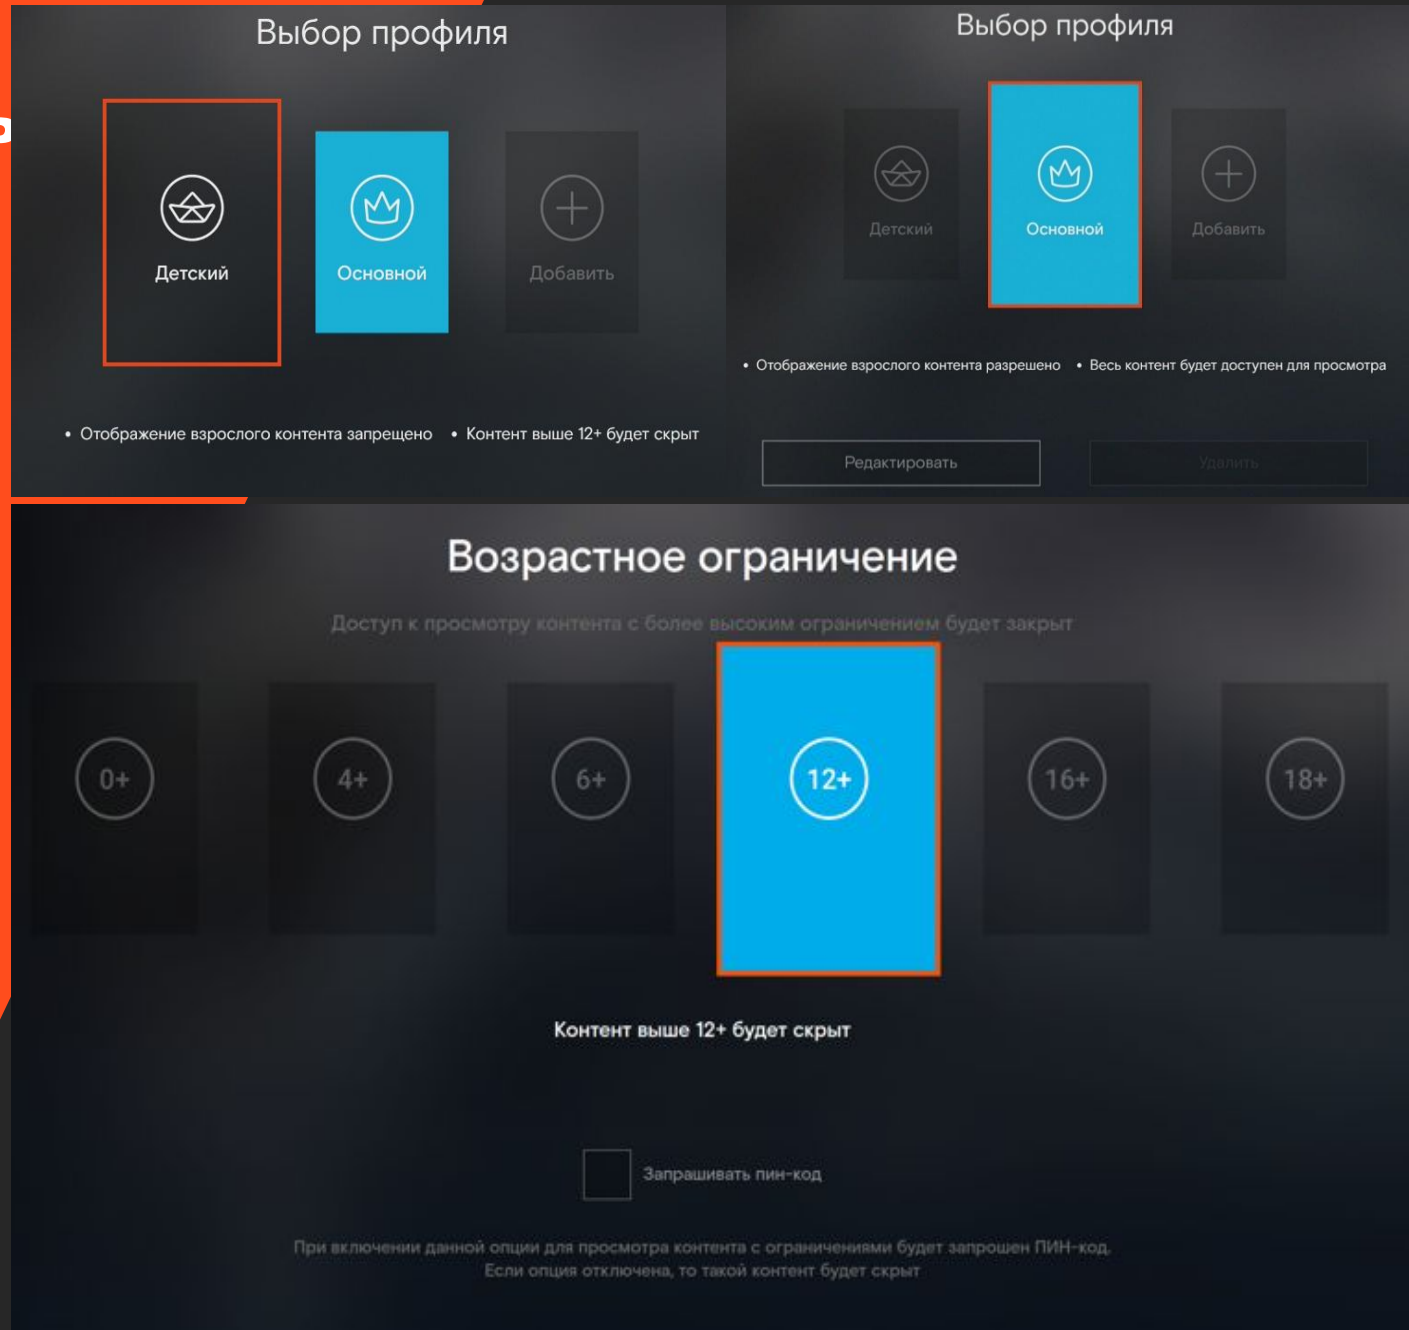 Выбор профиля
Детский
Основной
Добавить
• Отображение взрослого контента запрещено • Контент выше 12+ будет скрыт
Выбор профиля
Детский
Основной
Добавить
• Отображение взрослого контента разрешено • Весь контент будет доступен для просмотра
Редактировать
Удалить
Возрастное ограничение
Доступ к просмотру контента с более высоким ограничением будет закрыт
0+
4+
6+
12+
16+
18+
Контент выше 12+ будет скрыт
Запрашивать пин-код
При включении данной опции для просмотра контента с ограничениями будет запрошен ПИН-код.
Если опция отключена, то такой контент будет скрыт